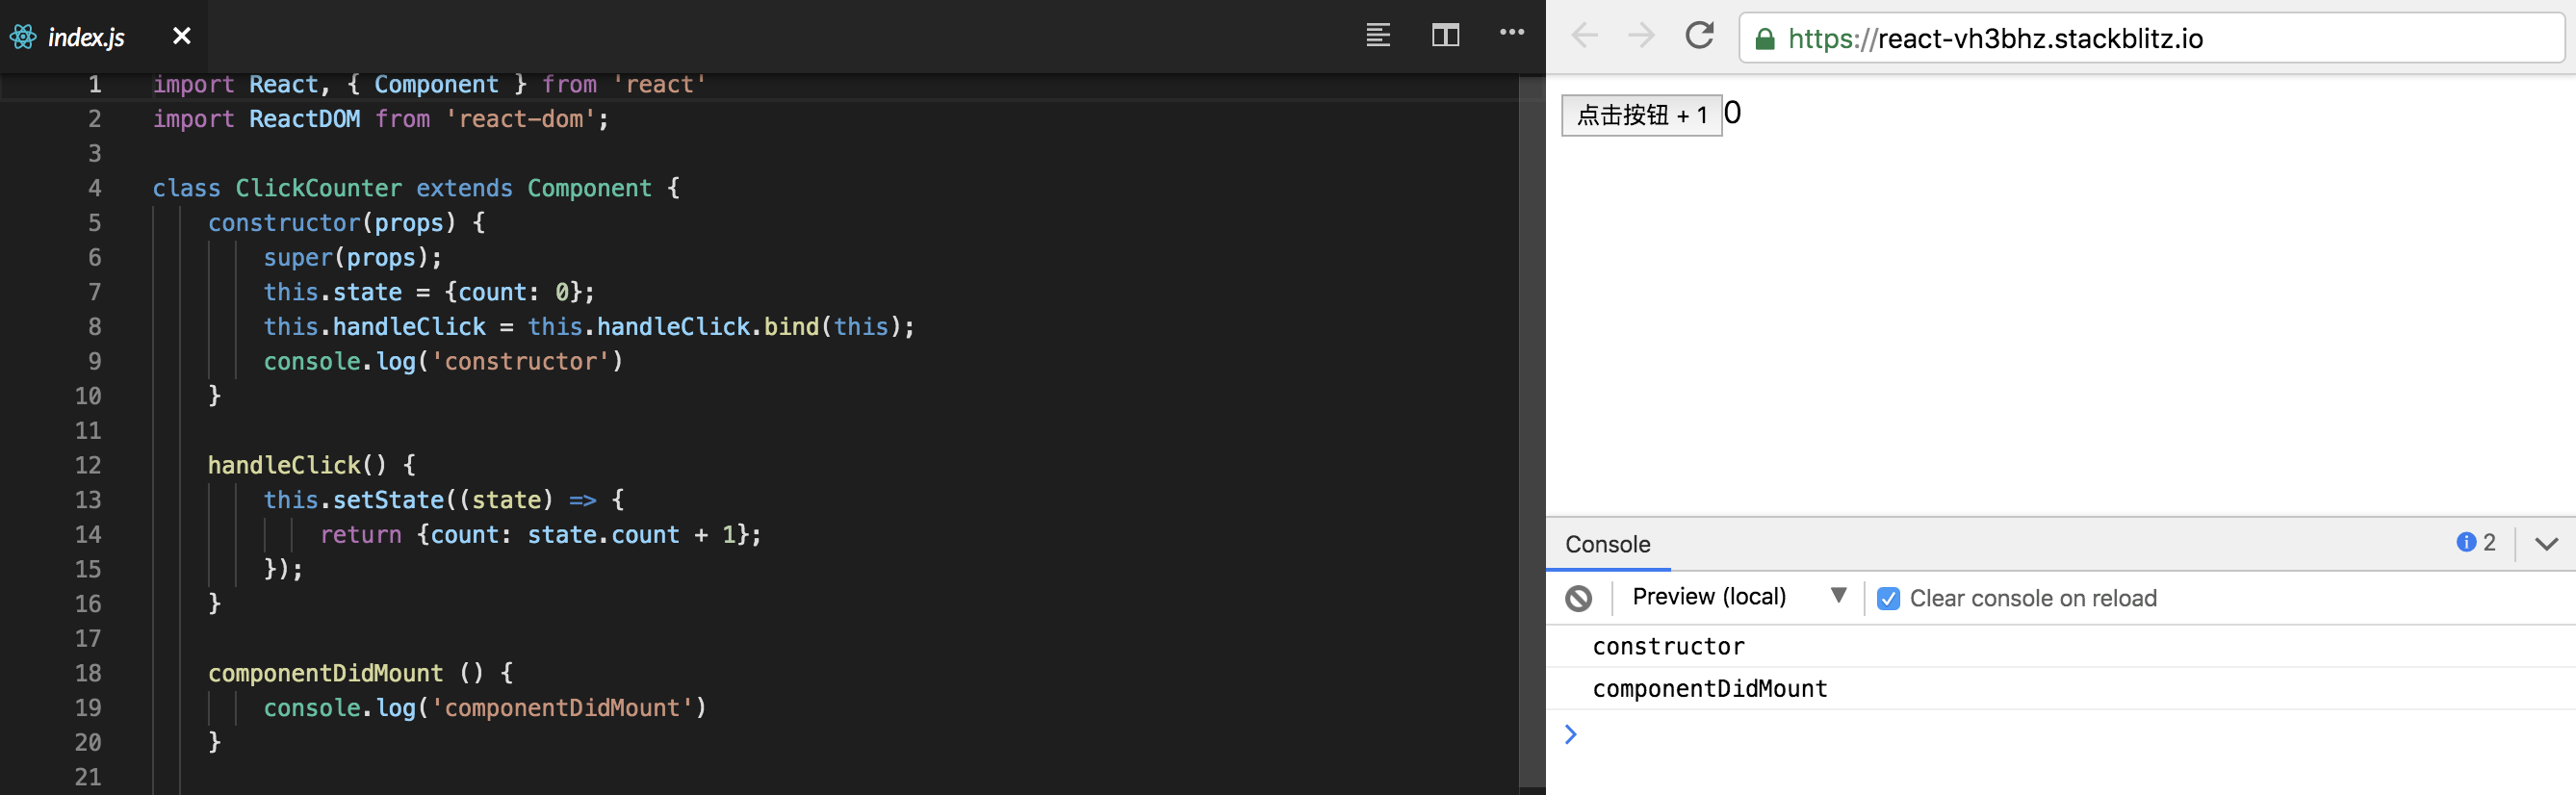 index.js
1 import React, { Component } from 'react'
2 import ReactDOM from 'react-dom';
3
4 class ClickCounter extends Component {
5 constructor(props) {
6 super(props);
7 this.state = {count: 0};
8 this.handleClick = this.handleClick.bind(this);
9 console.log('constructor')
10 }
11
12 handleClick() {
13 this.setState((state) => {
14 return {count: state.count + 1};
15 });
16 }
17
18 componentDidMount () {
19 console.log('componentDidMount')
20 }
21
https://react-vh3bhz.stackblitz.io
点击按钮 + 1 0
Console 2
Preview (local) Clear console on reload
constructor
componentDidMount